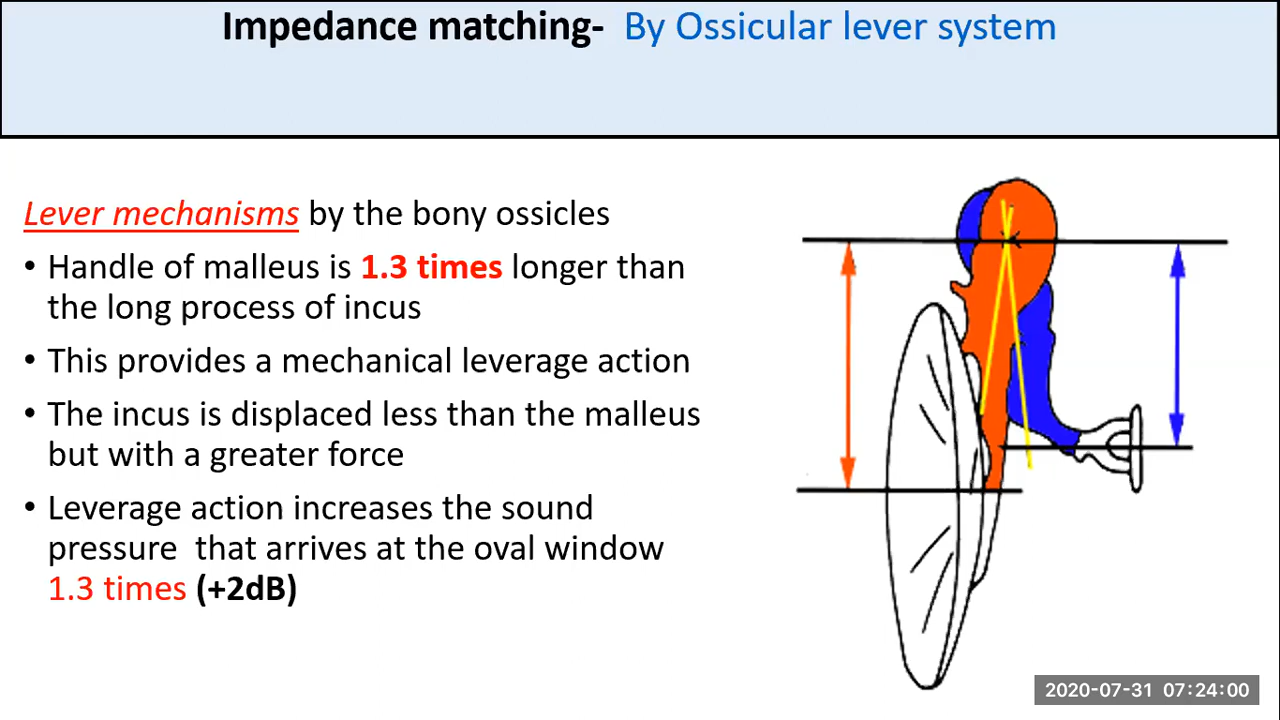 Impedance matching- By Ossicular lever system
Lever mechanisms by the bony ossicles
• Handle of malleus is 1.3 times longer than
the long process of incus
• This provides a mechanical leverage action
• The incus is displaced less than the malleus
but with a greater force
• Leverage action increases the sound
pressure that arrives at the oval window
1.3 times (+2dB)
2020-07-31 07:24:00